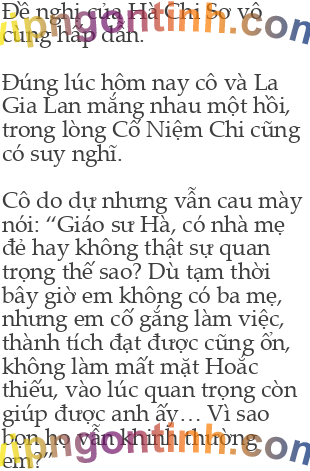 Đề nghị của Hà Chi Sơ vô
cùng hấp dẫn.
Đúng lúc hôm nay cô và La
Gia Lan mắng nhau một hồi,
trong lòng Cố Niệm Chi cũng
có suy nghĩ.
Cô do dự nhưng vẫn cau mày
nói: “Giáo sư Hà, có nhà mẹ
đẻ hay không thật sự quan
trọng thế sao? Dù tạm thời
bây giờ em không có ba mẹ,
nhưng em cố gắng làm việc,
thành tích đạt được cũng ổn,
không làm mất mặt Hoắc
thiếu, vào lúc quan trọng còn
giúp được anh ấy… Vì sao
bọn họ vẫn khinh thường
em?”
vipngontinh.com
vipngontinh.com